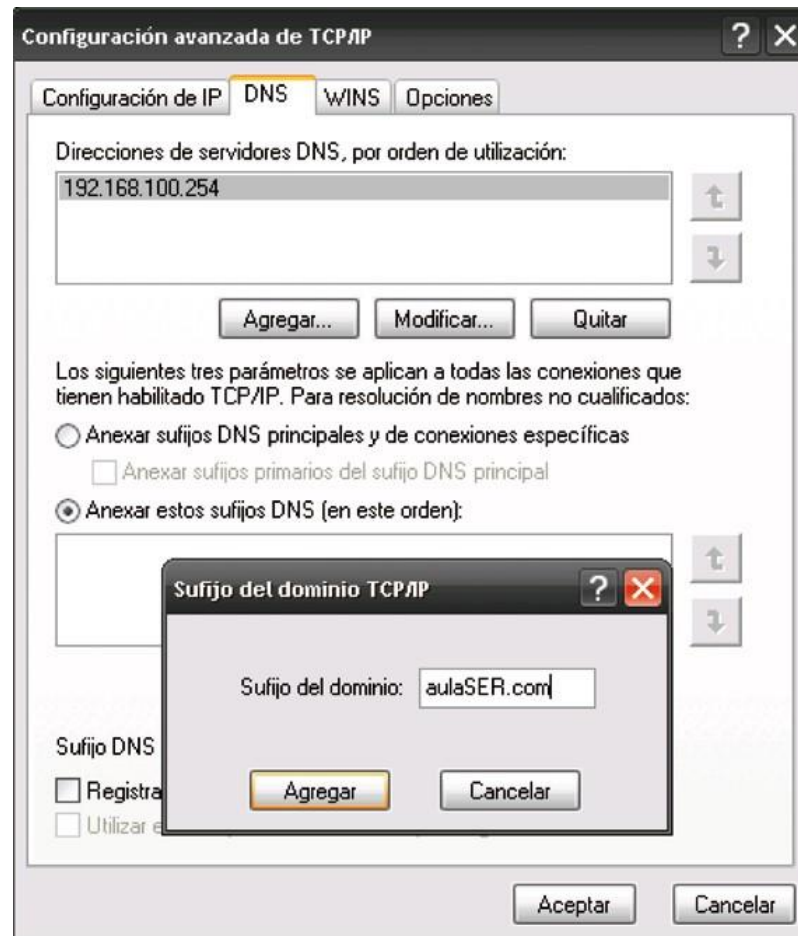 Configuración avanzada de TCP/IP
Configuración de IP
DNS
WINS
Opciones
Direcciones de servidores DNS, por orden de utilización:
192.168.100.254
Agregar...
Modificar...
Quitar
Los siguientes tres parámetros se aplican a todas las conexiones que
tienen habilitado TCP/IP. Para resolución de nombres no cualificados:
Anexar sufijos DNS principales y de conexiones específicas
Anexar sufijos primarios del sufijo DNS principal
Anexar estos sufijos DNS (en este orden):
Sufijo del dominio TCP/IP
Sufijo del dominio:
aulaSER.com
Agregar
Cancelar
Sufijo DNS
Registra
Utilizar e
Aceptar
Cancelar